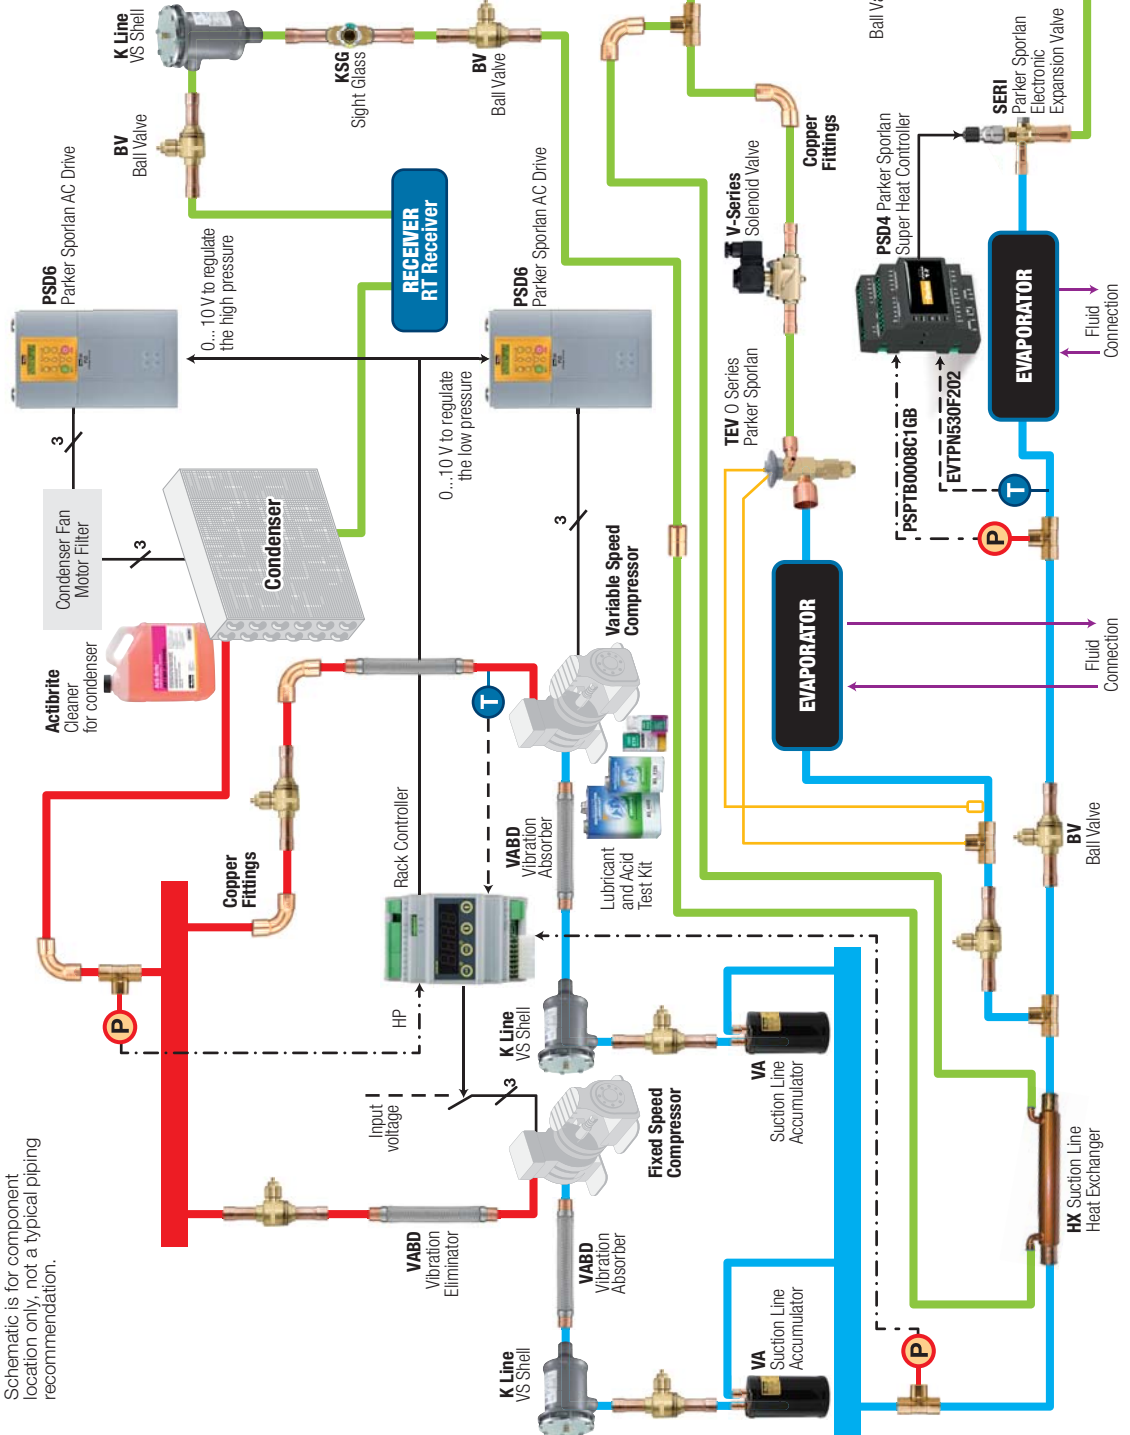 Schematic is for component
location only, not a typical piping
recommendation.
K Line
VS Shell
BV
Ball Valve
KSG
Sight Glass
BV
Ball Valve
PSD6
Parker Sporlan AC Drive
0... 10 V to regulate
the high pressure
RECEIVER
RT Receiver
PSD6
Parker Sporlan AC Drive
0...10 V to regulate
the low pressure
3
Condenser Fan
Motor Filter
3
Condenser
Actibrite
Cleaner
for condenser
3
Variable Speed
Compressor
T
Copper
Fittings
Rack Controller
VABD
Vibration
Absorber
Lubricant
and Acid
Test Kit
P
HP
Input
voltage
3
Fixed Speed
Compressor
K Line
VS Shell
VA
Suction Line
Accumulator
VABD
Vibration
Eliminator
VABD
Vibration
Absorber
K Line
VS Shell
VA
Suction Line
Accumulator
P
HX Suction Line
Heat Exchanger
BV
Ball Valve
EVAPORATOR
Fluid
Connection
TEV O Series
Parker Sporlan
V-Series
Solenoid Valve
Copper
Fittings
Ball Va
SERI
Parker Sporlan
Electronic
Expansion Valve
PSD4 Parker Sporlan
Super Heat Controller
PSPTB0008C1GB
EVTPN530F202
P
T
EVAPORATOR
Fluid
Connection